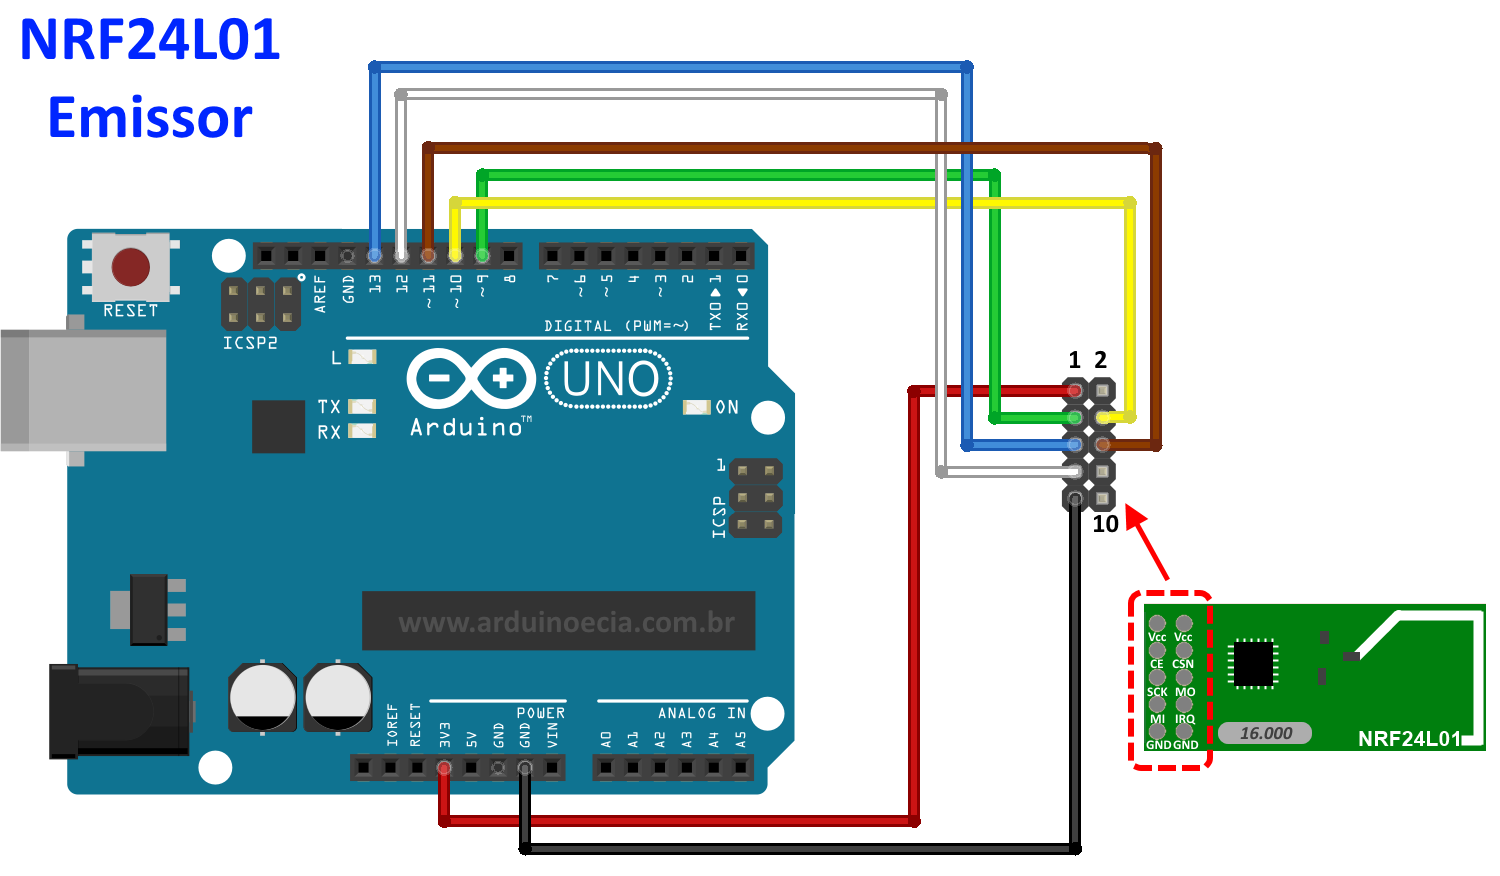 NRF24L01
Emissor
RESET
ICSP2
AREF
GND
13
12
~11
~10
~9
8
7
~6
~5
4
~3
2
TX0▶1
RX0◀0
DIGITAL (PWM=~)
L
TX
RX
UNO
Arduino™
ON
1
ICSP
1 2
10
www.arduinoecia.com.br
Vcc Vcc
CE CSN
SCK MO
MI IRQ
GND GND
16.000
NRF24L01
POWER
ANALOG IN
IOREF
RESET
3V3
5V
GND
GND
VIN
A0
A1
A2
A3
A4
A5